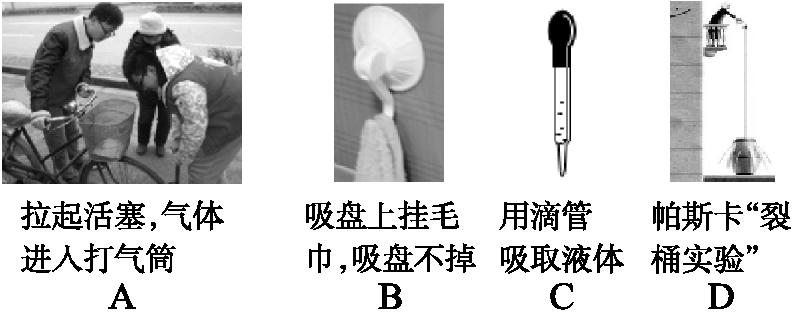 拉起活塞,气体
进入打气筒
A
吸盘上挂毛
巾,吸盘不掉
B
用滴管
吸取液体
C
帕斯卡“裂
桶实验”
D